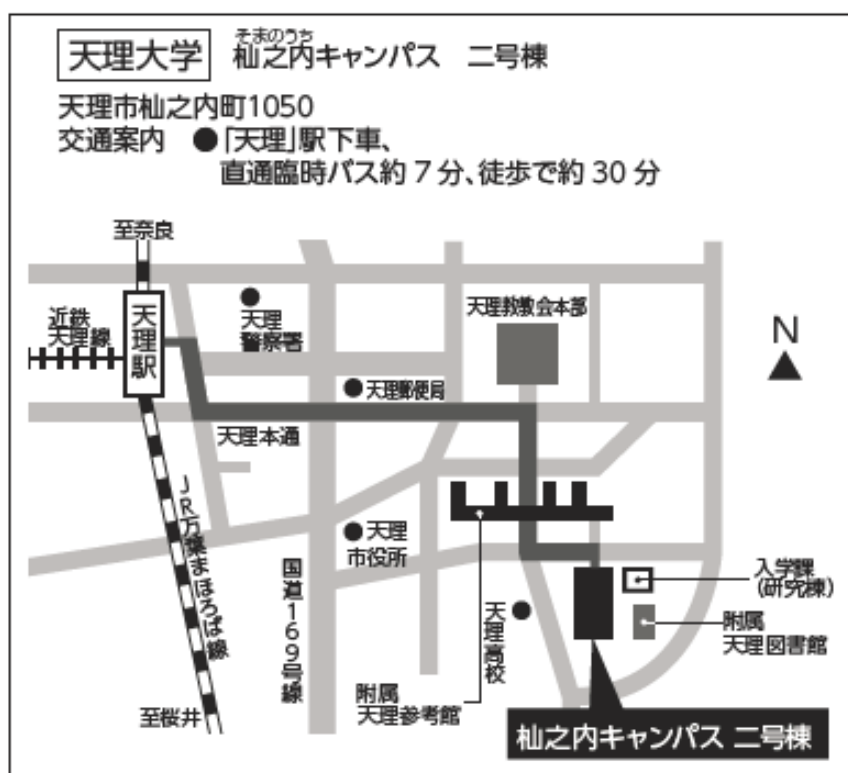 天理大学 杣之内キャンパス 二号棟
そまのうち
天理市杣之内町1050
交通案内 ●「天理」駅下車、
直通臨時バス約7分、徒歩で約30分
至奈良
近鉄
天理線
天理駅
天理
警察署
天理教教会本部
N
天理郵便局
天理本通
JR万葉まほろば線
天理
市役所
国道169号線
天理高校
入学課
(研究棟)
附属
天理図書館
附属
天理参考館
至桜井
杣之内キャンパス 二号棟